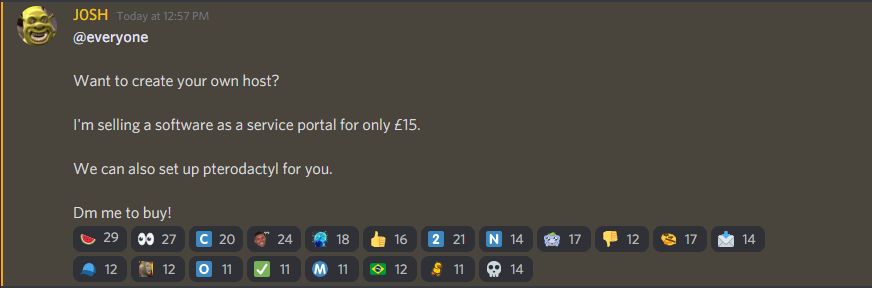 JOSH Today at 12:57 PM
@everyone
Want to create your own host?
I'm selling a software as a service portal for only £15.
We can also set up pterodactyl for you.
Dm me to buy!
29 27 C 20 24 18 16 2 21 N 14 17 12 17 14
12 12 O 11 11 M 11 12 11 14